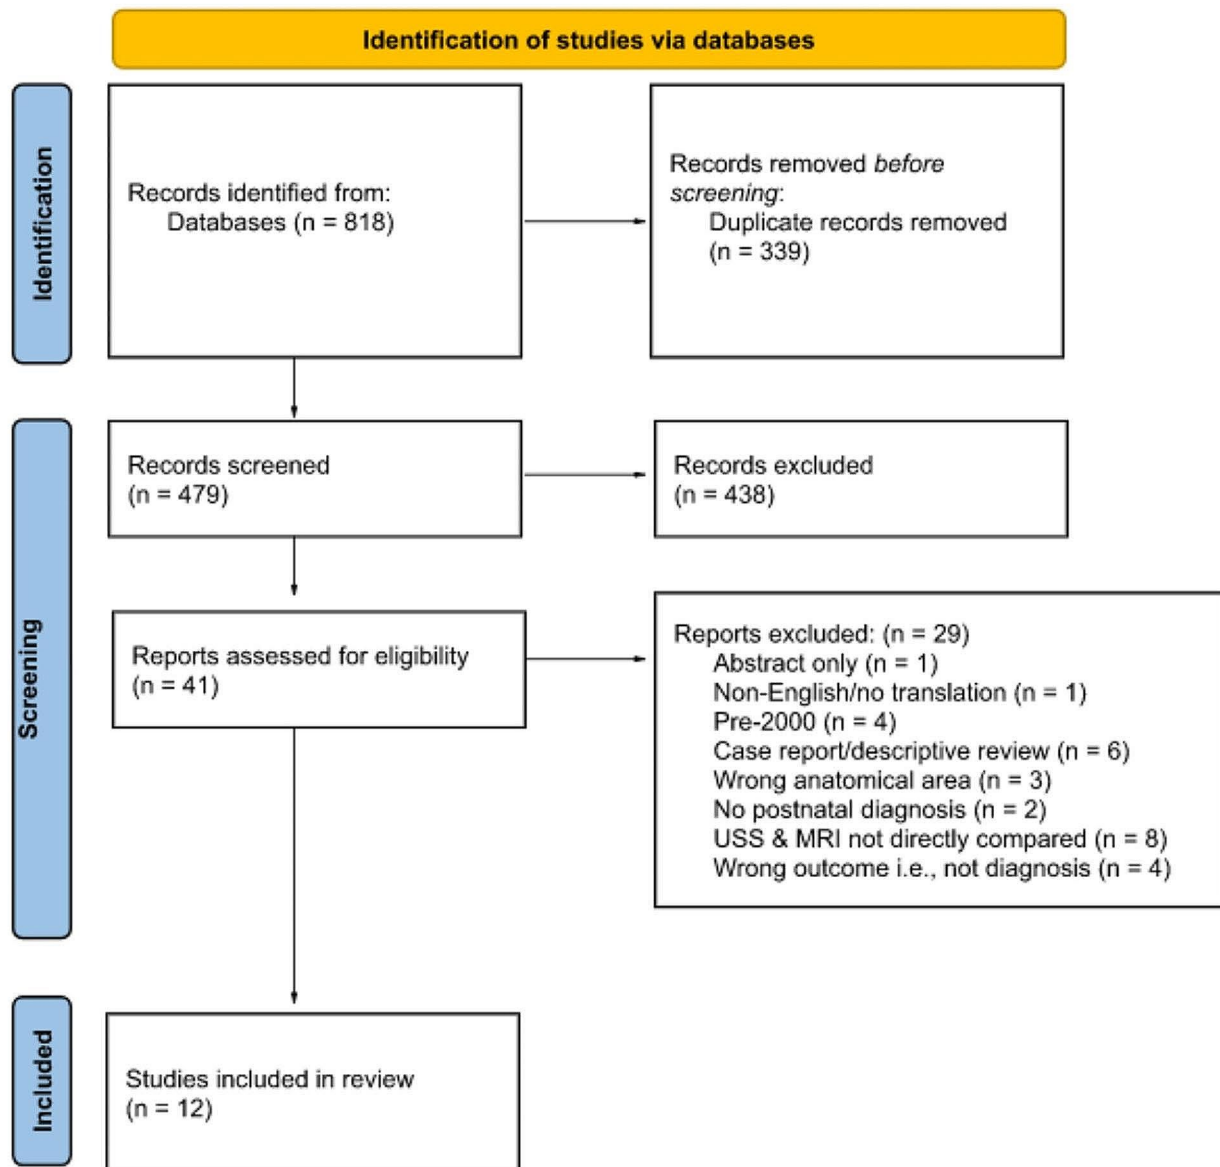 Identification of studies via databases
Identification
Records identified from:
Databases (n = 818)
Records removed before
screening:
Duplicate records removed
(n = 339)
Screening
Records screened
(n = 479)
Records excluded
(n = 438)
Reports assessed for eligibility
(n = 41)
Reports excluded: (n = 29)
Abstract only (n = 1)
Non-English/no translation (n = 1)
Pre-2000 (n = 4)
Case report/descriptive review (n = 6)
Wrong anatomical area (n = 3)
No postnatal diagnosis (n = 2)
USS & MRI not directly compared (n = 8)
Wrong outcome i.e., not diagnosis (n = 4)
Included
Studies included in review
(n = 12)